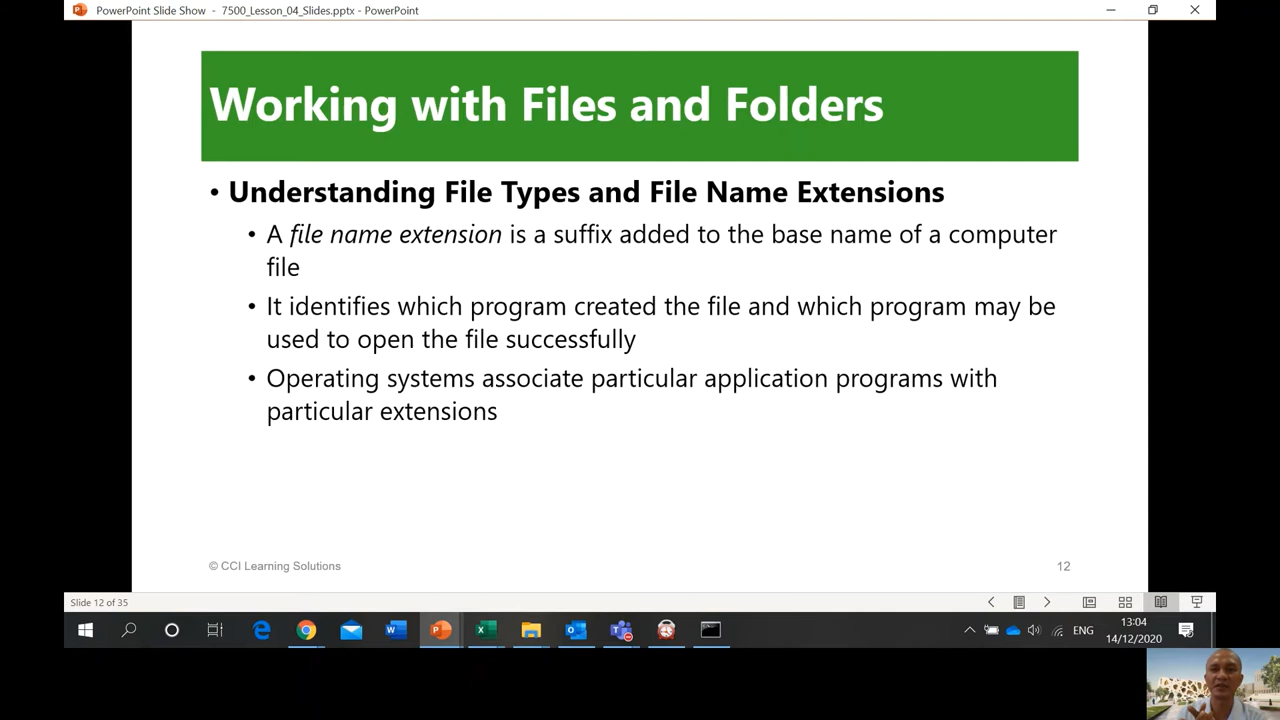 PowerPoint Slide Show - 7500_Lesson_04_Slides.pptx - PowerPoint
Working with Files and Folders
• Understanding File Types and File Name Extensions
• A file name extension is a suffix added to the base name of a computer
file
• It identifies which program created the file and which program may be
used to open the file successfully
• Operating systems associate particular application programs with
particular extensions
© CCI Learning Solutions
12
Slide 12 of 35
ENG
13:04
14/12/2020